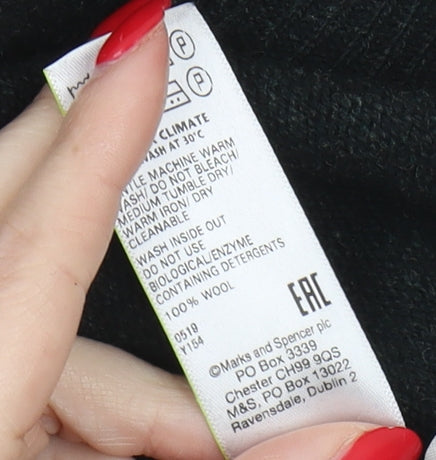 P
P
CLIMATE
WASH AT 30°C
MACHINE WARM
WASH/ DO NOT BLEACH/
MEDIUM TUMBLE DRY/
WARM IRON/ DRY
CLEANABLE
WASH INSIDE OUT
DO NOT USE
BIOLOGICAL/ENZYME
CONTAINING DETERGENTS
100% WOOL
EAC
0519
Y154
©Marks and Spencer plc
PO Box 3339
Chester CH99 9QS
M&S, PO Box 13022
Ravensdale, Dublin 2